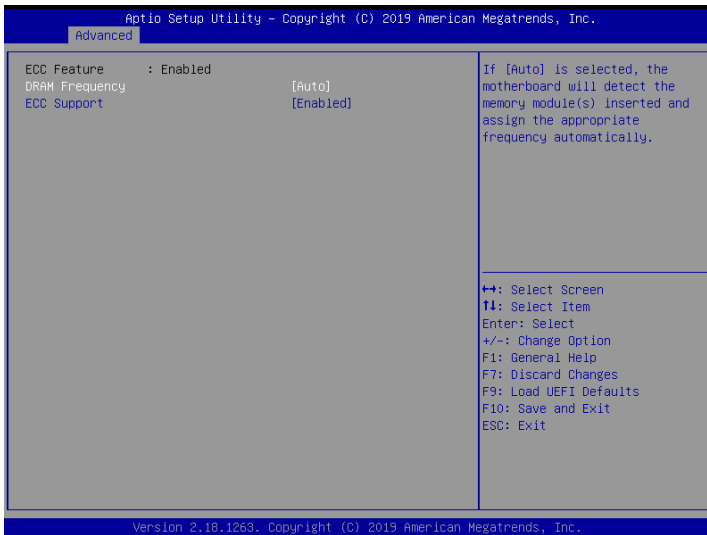 Aptio Setup Utility – Copyright (C) 2019 American Megatrends, Inc.
Advanced
ECC Feature : Enabled
DRAM Frequency [Auto]
ECC Support [Enabled]
If [Auto] is selected, the
motherboard will detect the
memory module(s) inserted and
assign the appropriate
frequency automatically.
↔: Select Screen
↑↓: Select Item
Enter: Select
+/-: Change Option
F1: General Help
F7: Discard Changes
F9: Load UEFI Defaults
F10: Save and Exit
ESC: Exit
Version 2.18.1263. Copyright (C) 2019 American Megatrends, Inc.